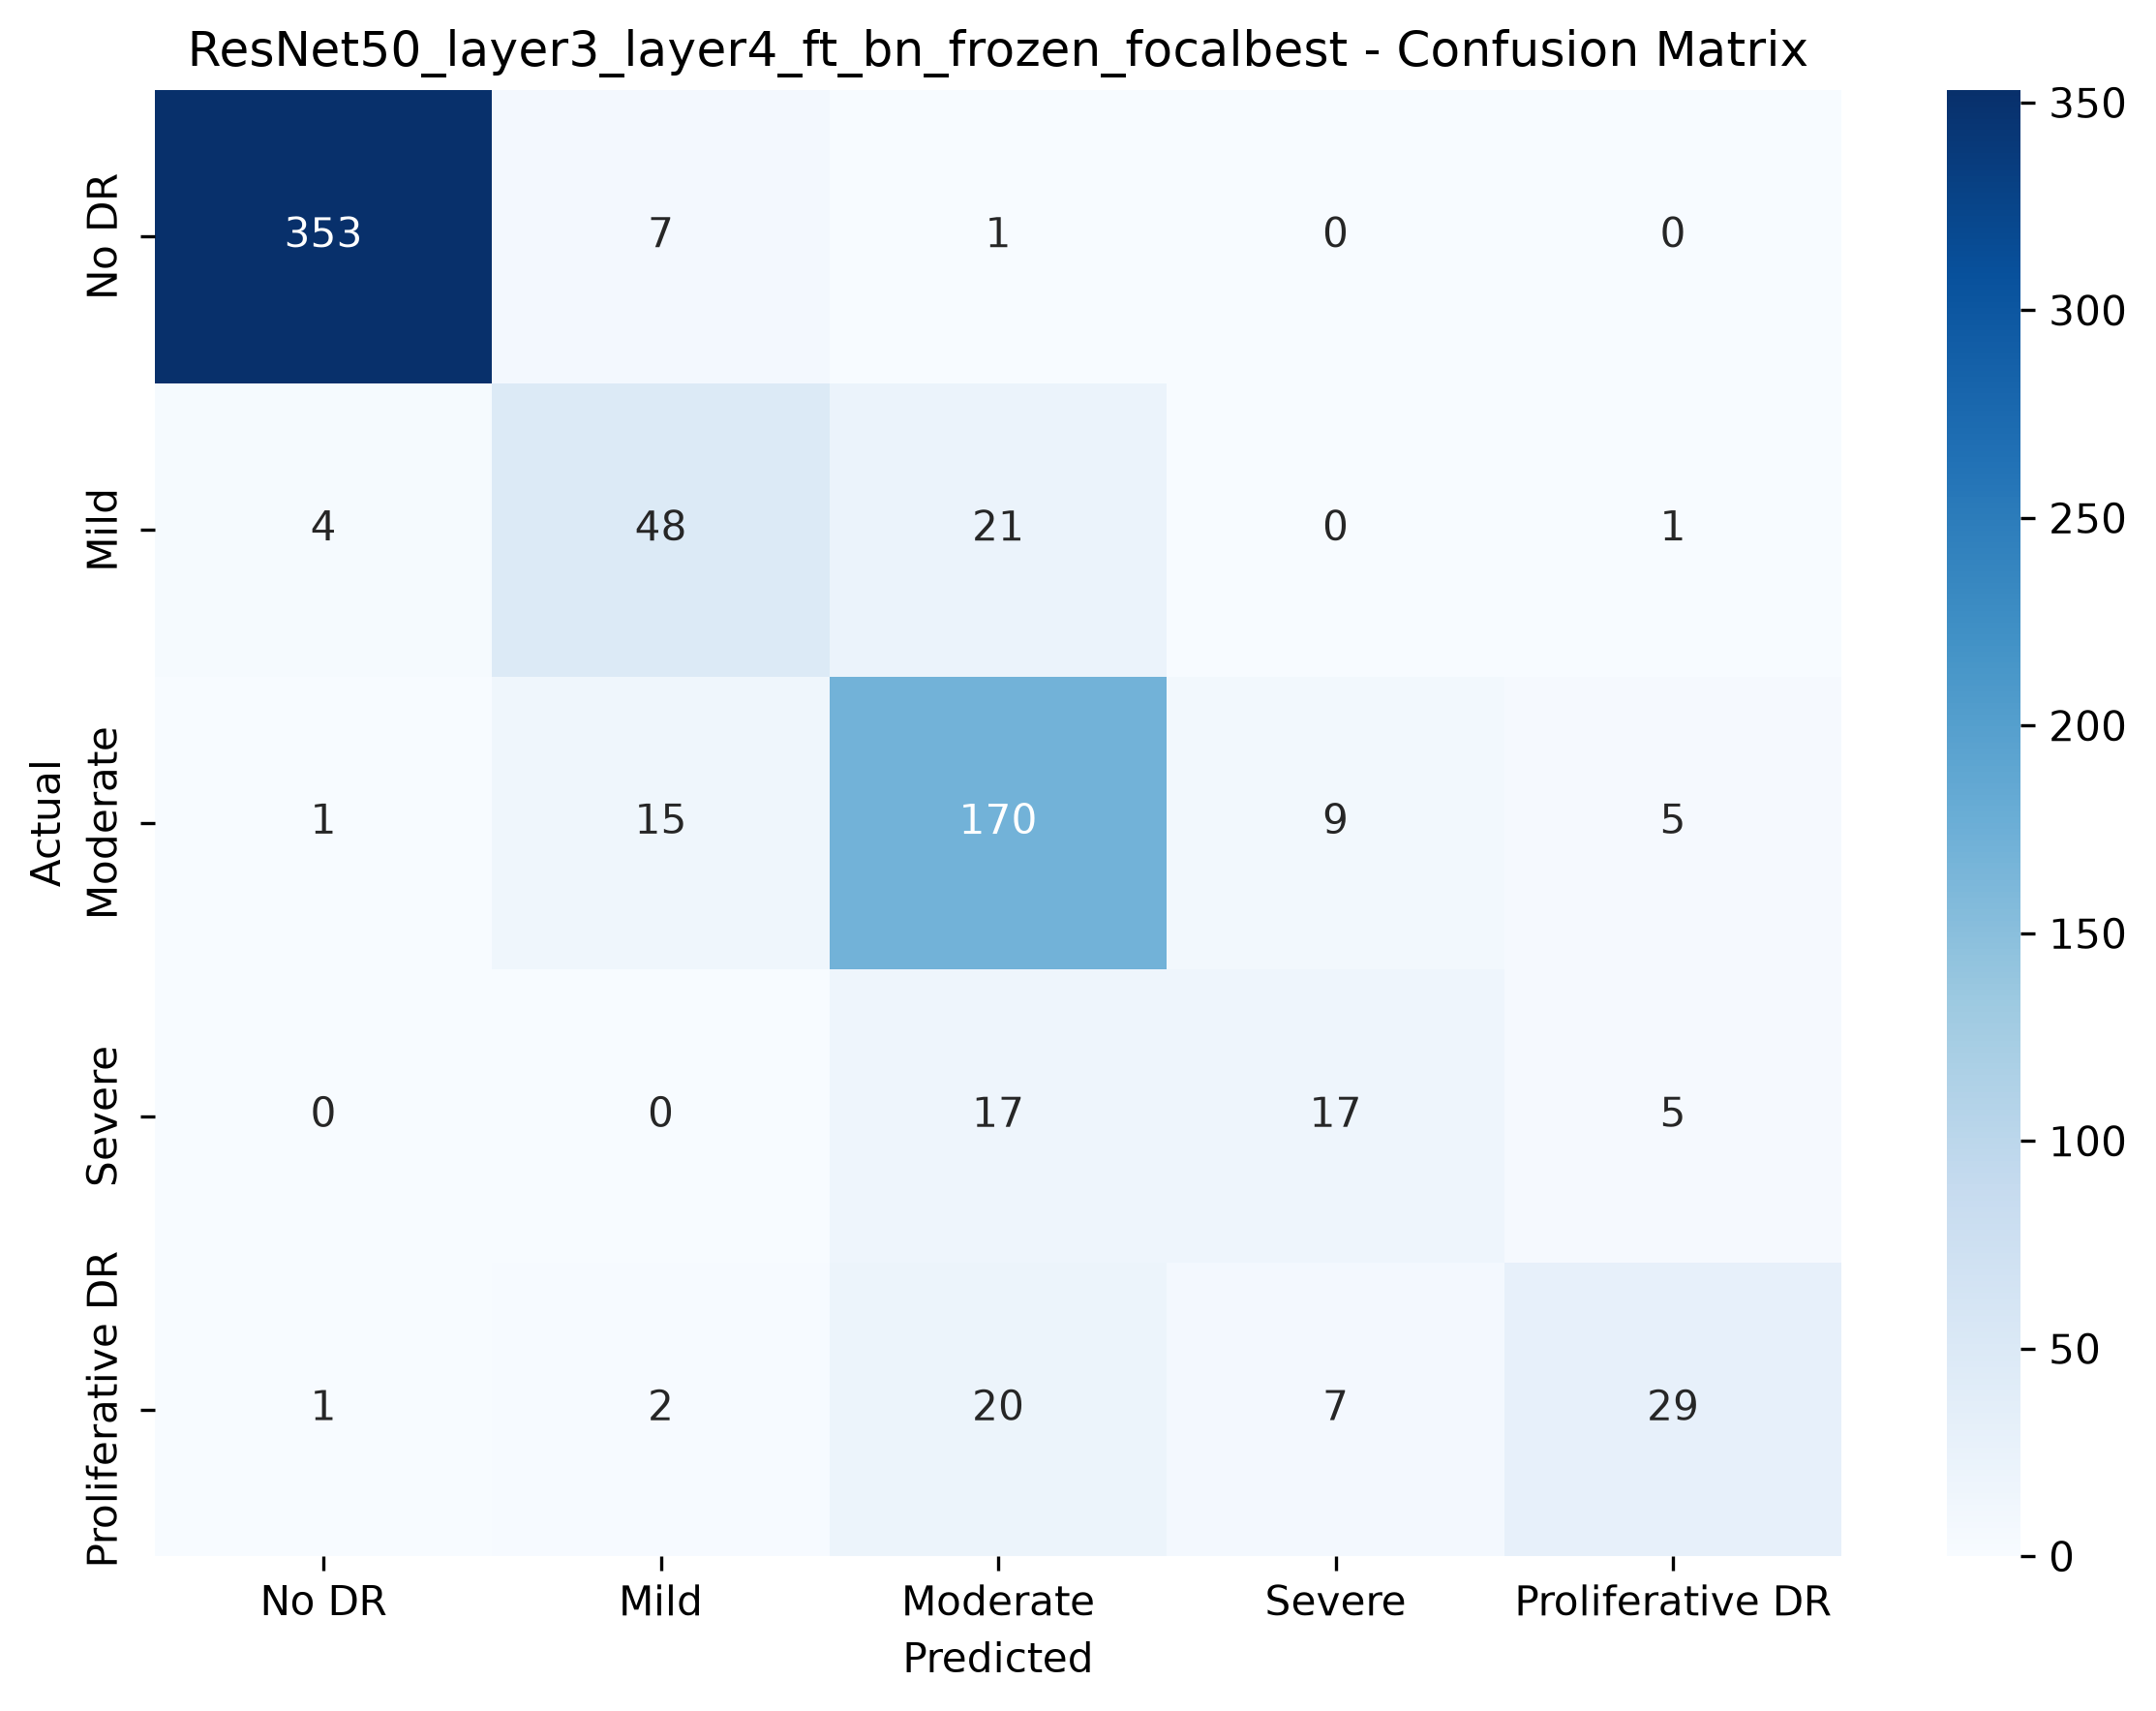 ResNet50_layer3_layer4_ft_bn_frozen_focalbest - Confusion Matrix
Actual
No DR
353 7 1 0 0
Mild
4 48 21 0 1
Moderate
1 15 170 9 5
Severe
0 0 17 17 5
Proliferative DR
1 2 20 7 29
No DR Mild Moderate Severe Proliferative DR
Predicted
350
300
250
200
150
100
50
0